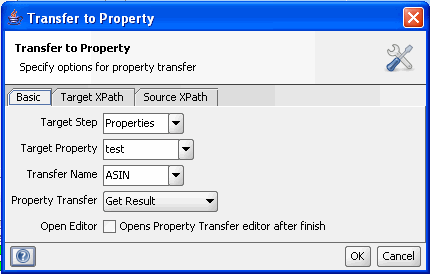 Transfer to Property
Transfer to Property
Specify options for property transfer
Basic Target XPath Source XPath
Target Step Properties
Target Property test
Transfer Name ASIN
Property Transfer Get Result
Open Editor Opens Property Transfer editor after finish
? OK Cancel